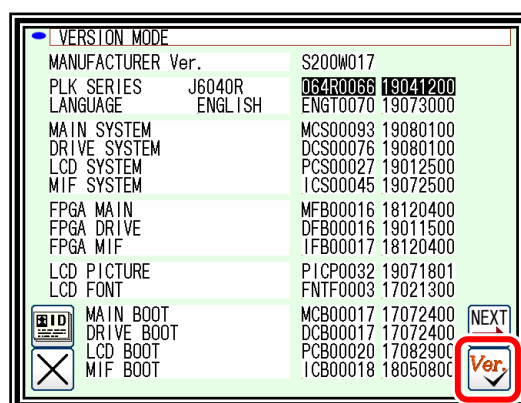 VERSION MODE
MANUFACTURER Ver. S200W017
PLK SERIES J6040R 064R0066 19041200
LANGUAGE ENGLISH ENGT0070 19073000
MAIN SYSTEM MCS00093 19080100
DRIVE SYSTEM DCS00076 19080100
LCD SYSTEM PCS00027 19012500
MIF SYSTEM ICS00045 19072500
FPGA MAIN MFB00016 18120400
FPGA DRIVE DFB00016 19011500
FPGA MIF IFB00017 18120400
LCD PICTURE PICP0032 19071801
LCD FONT FNTF0003 17021300
ID MAIN BOOT MCB00017 17072400 NEXT
DRIVE BOOT DCB00017 17072400
LCD BOOT PCB00020 17082900 Ver.
MIF BOOT ICB00018 18050800